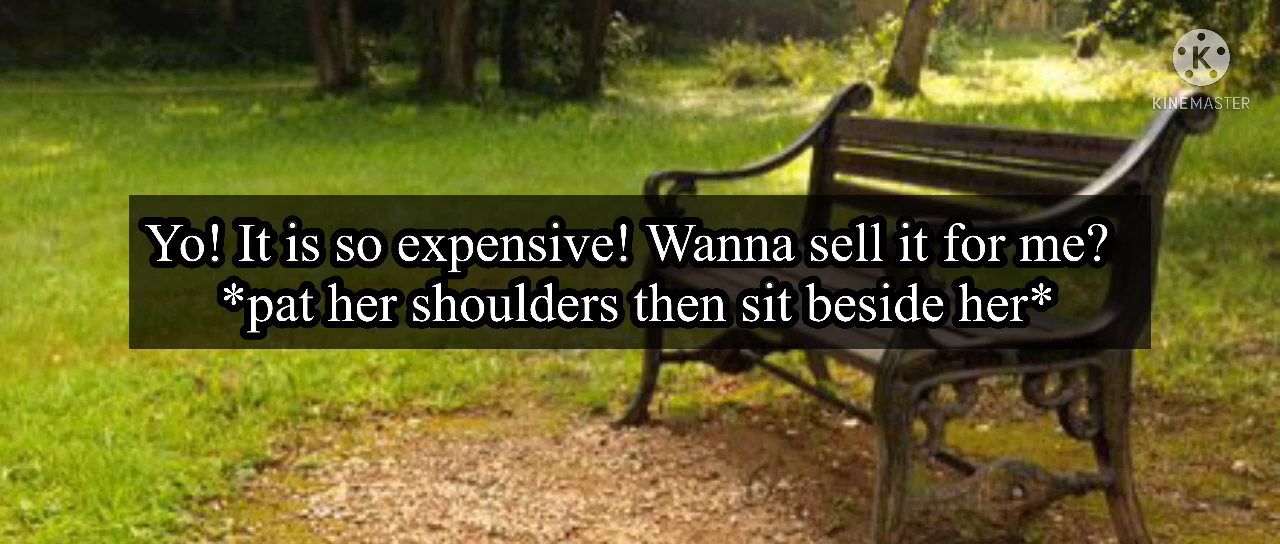 K
KINEMASTER
Yo! It is so expensive! Wanna sell it for me?
*pat her shoulders then sit beside her*